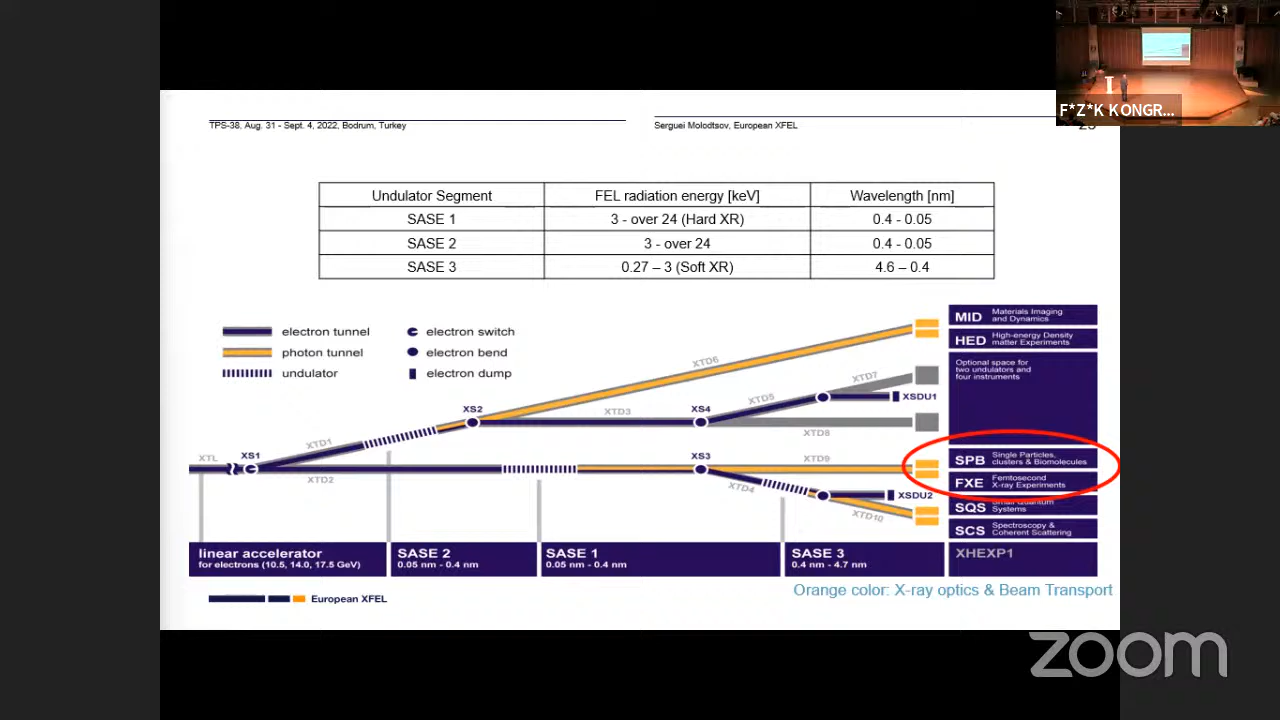 F*Z*K KONGR...
TPS-38, Aug. 31 - Sept. 4, 2022, Bodrum, Turkey
Serguei Molodtsov, European XFEL
Undulator Segment FEL radiation energy [keV] Wavelength [nm]
SASE 1 3 - over 24 (Hard XR) 0.4 - 0.05
SASE 2 3 - over 24 0.4 - 0.05
SASE 3 0.27 – 3 (Soft XR) 4.6 – 0.4
electron tunnel electron switch
photon tunnel electron bend
undulator electron dump
MID Materials Imaging
and Dynamics
HED High-energy Density
matter Experiments
Optional space for
two undulators and
four instruments
XTD6
XTD7
XSDU1
XTD5
XS2
XTD3
XS4
XTD8
XTD1
XTL
XS1
XTD2
XS3
XTD9
XTD4
XSDU2
XTD10
SPB Single Particles,
clusters & Biomolecules
FXE Femtosecond
X-ray Experiments
SQS Small Quantum
Systems
SCS Spectroscopy &
Coherent Scattering
linear accelerator
for electrons (10.5, 14.0, 17.5 GeV)
SASE 2
0.05 nm - 0.4 nm
SASE 1
0.05 nm - 0.4 nm
SASE 3
0.4 nm - 4.7 nm
XHEXP1
Orange color: X-ray optics & Beam Transport
European XFEL
zoom